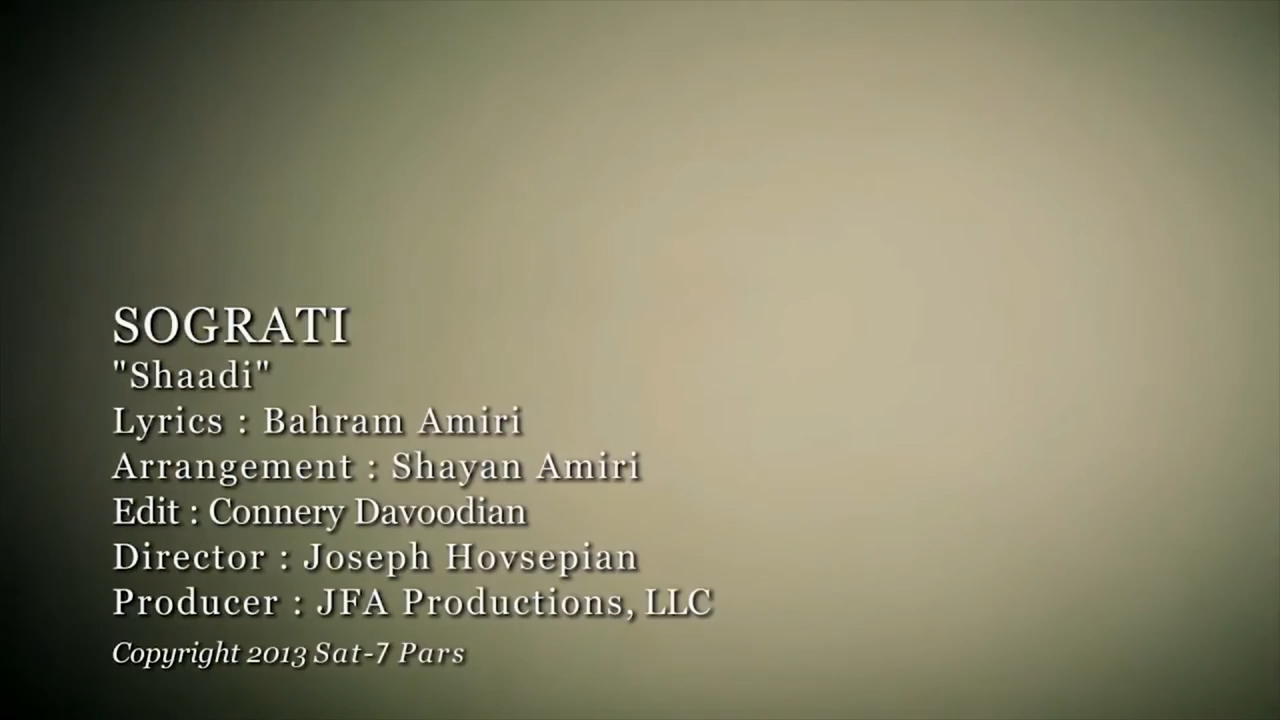 SOGRATI
"Shaadi"
Lyrics : Bahram Amiri
Arrangement : Shayan Amiri
Edit : Connery Davoodian
Director : Joseph Hovsepian
Producer : JFA Productions, LLC
Copyright 2013 Sat-7 Pars